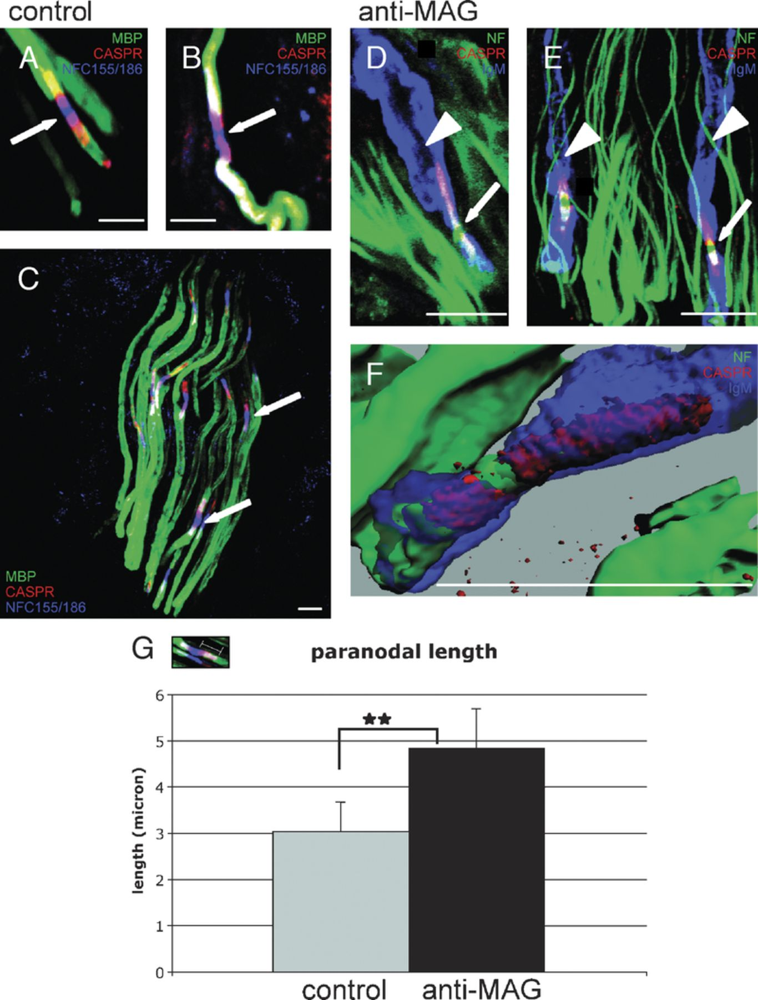 control
anti-MAG
A
MBP
CASPR
NFC155/186
B
MBP
CASPR
NFC155/186
D
NF
CASPR
IgM
E
NF
CASPR
IgM
C
MBP
CASPR
NFC155/186
F
NF
CASPR
IgM
G
paranodal length
length (micron)
6
5
4
3
2
1
0
★★
control
anti-MAG